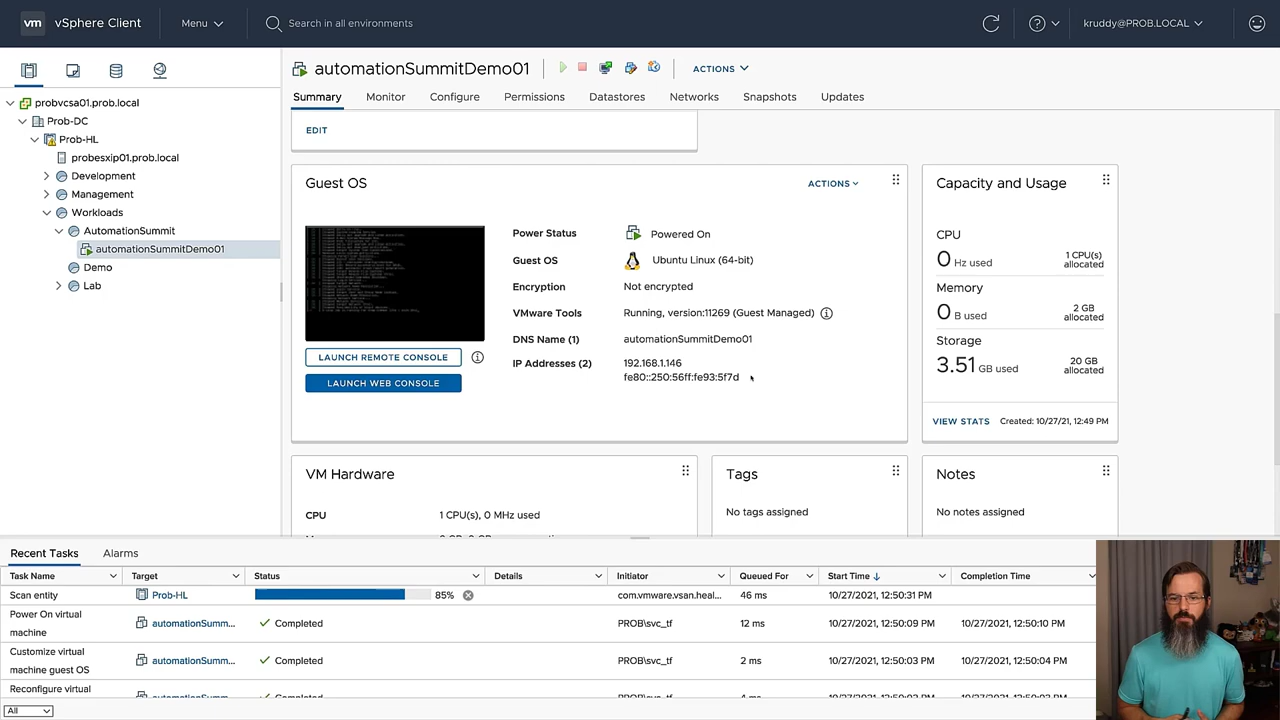 vm vSphere Client Menu Search in all environments kruddy@PROB.LOCAL
automationSummitDemo01 ACTIONS
Summary Monitor Configure Permissions Datastores Networks Snapshots Updates
probvcsa01.prob.local
Prob-DC
Prob-HL
probesxip01.prob.local
Development
Management
Workloads
AutomationSummit
automationSummitDemo01
Demo
Lab
EDIT
Guest OS ACTIONS
Power Status Powered On
Guest OS Ubuntu Linux (64-bit)
Encryption Not encrypted
VMware Tools Running, version:11269 (Guest Managed)
DNS Name (1) automationSummitDemo01
IP Addresses (2) 192.168.1.146
fe80::250:56ff:fe93:5f7d
LAUNCH REMOTE CONSOLE
LAUNCH WEB CONSOLE
Capacity and Usage
CPU
0 Hz used 1 CPU(s) allocated
Memory
0 B used 2 GB allocated
Storage
3.51 GB used 20 GB allocated
VIEW STATS Created: 10/27/21, 12:49 PM
VM Hardware
CPU 1 CPU(s), 0 MHz used
Tags
No tags assigned
Notes
No notes assigned
Recent Tasks Alarms
Task Name Target Status Details Initiator Queued For Start Time Completion Time
Scan entity Prob-HL 85% com.vmware.vsan.heal... 46 ms 10/27/2021, 12:50:31 PM
Power On virtual machine automationSumm... Completed PROB\svc_tf 12 ms 10/27/2021, 12:50:09 PM 10/27/2021, 12:50:10 PM
Customize virtual machine guest OS automationSumm... Completed PROB\svc_tf 2 ms 10/27/2021, 12:50:03 PM 10/27/2021, 12:50:04 PM
Reconfigure virtual
All